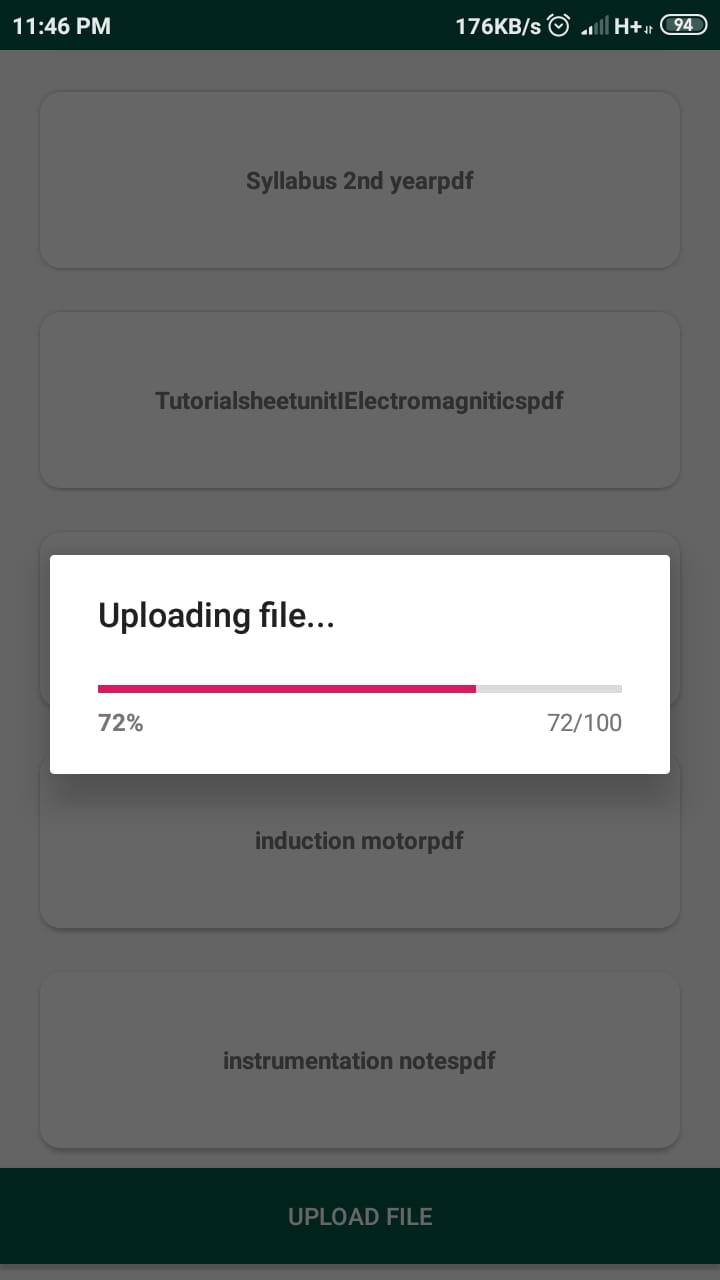 11:46 PM 176KB/s H+ 94
Syllabus 2nd yearpdf
TutorialsheetunitIElectromagniticspdf
Uploading file...
72% 72/100
induction motorpdf
instrumentation notespdf
UPLOAD FILE